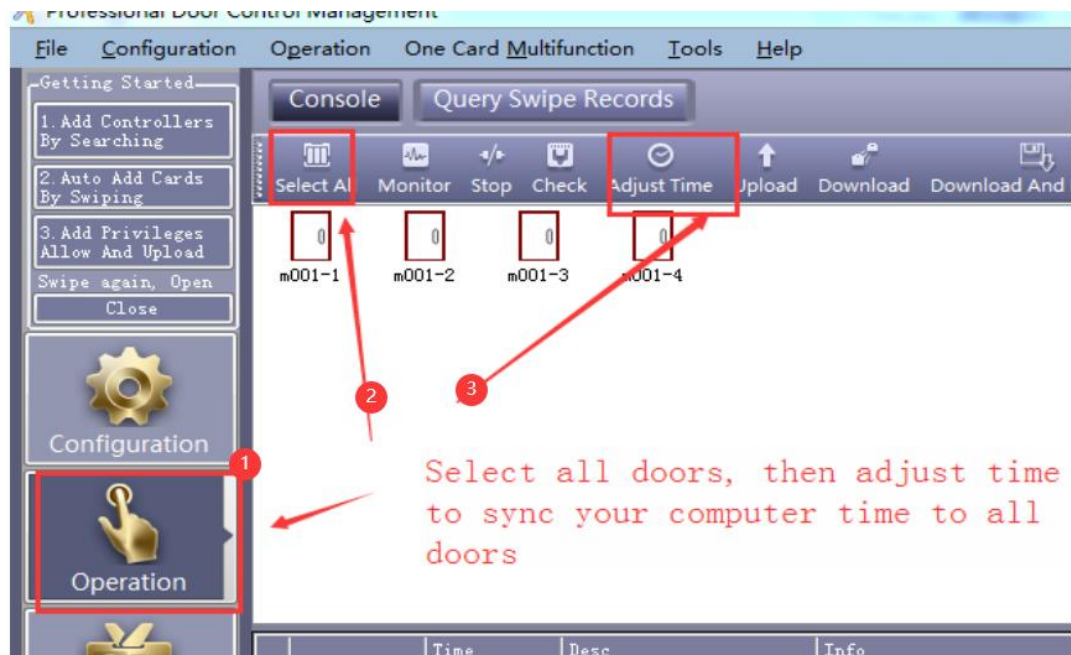 Professional Door Control Management
File Configuration Operation One Card Multifunction Tools Help
Getting Started
1. Add Controllers
By Searching
2. Auto Add Cards
By Swiping
3. Add Privileges
Allow And Upload
Swipe again, Open
Close
Configuration
Operation
Console Query Swipe Records
Select All Monitor Stop Check Adjust Time Upload Download Download And
0 0 0 0
m001-1 m001-2 m001-3 m001-4
1
2
3
Select all doors, then adjust time
to sync your computer time to all
doors
Time Desc Info